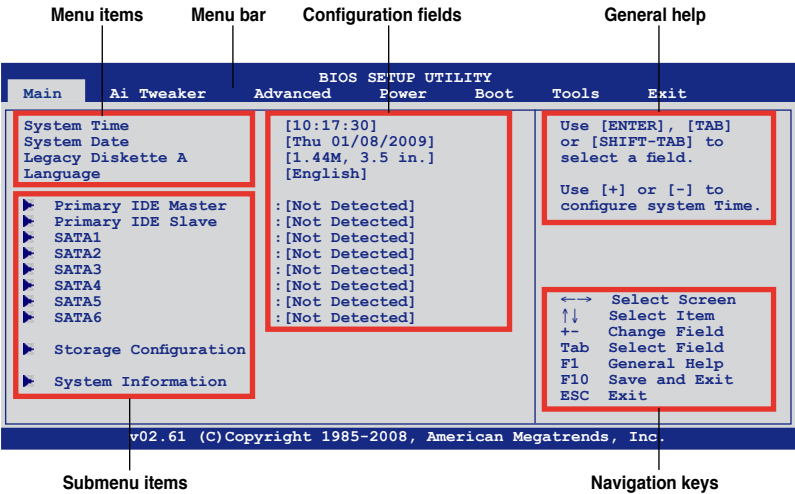 Menu items Menu bar Configuration fields General help
BIOS SETUP UTILITY
Main Ai Tweaker Advanced Power Boot Tools Exit
System Time [10:17:30]
System Date [Thu 01/08/2009]
Legacy Diskette A [1.44M, 3.5 in.]
Language [English]
Primary IDE Master :[Not Detected]
Primary IDE Slave :[Not Detected]
SATA1 :[Not Detected]
SATA2 :[Not Detected]
SATA3 :[Not Detected]
SATA4 :[Not Detected]
SATA5 :[Not Detected]
SATA6 :[Not Detected]
Storage Configuration
System Information
Use [ENTER], [TAB]
or [SHIFT-TAB] to
select a field.
Use [+] or [-] to
configure system Time.
←→ Select Screen
↑↓ Select Item
+- Change Field
Tab Select Field
F1 General Help
F10 Save and Exit
ESC Exit
v02.61 (C)Copyright 1985-2008, American Megatrends, Inc.
Submenu items Navigation keys